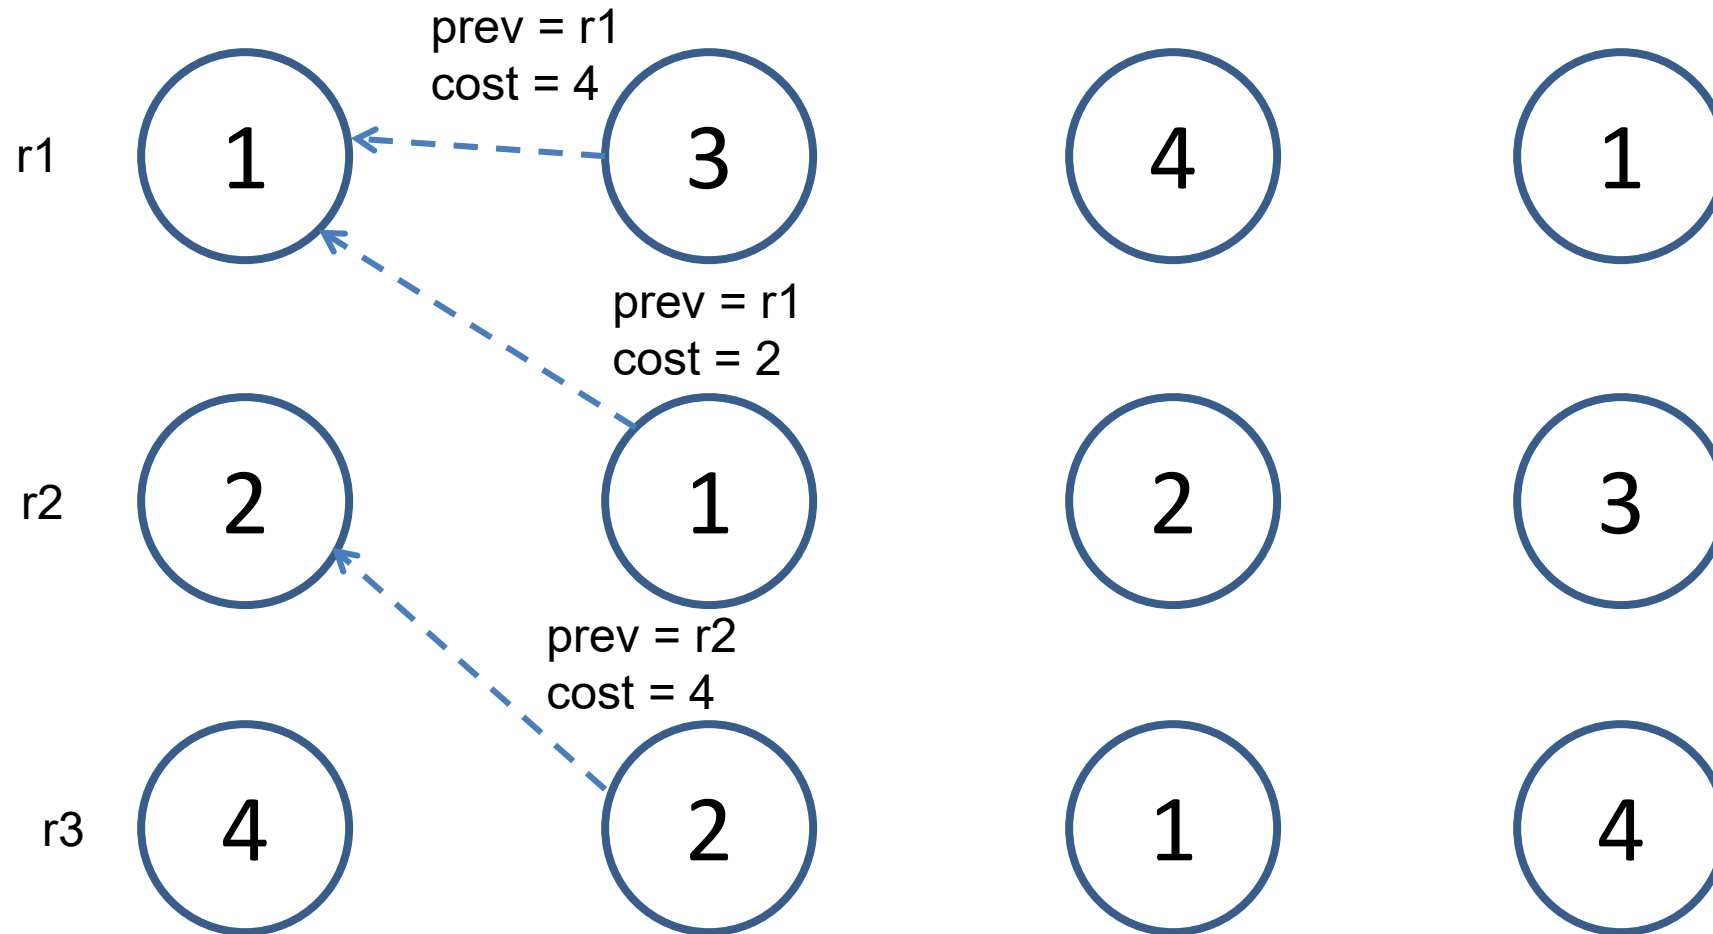 prev = r1
cost = 4
r1 1 3 4 1
prev = r1
cost = 2
r2 2 1 2 3
prev = r2
cost = 4
r3 4 2 1 4